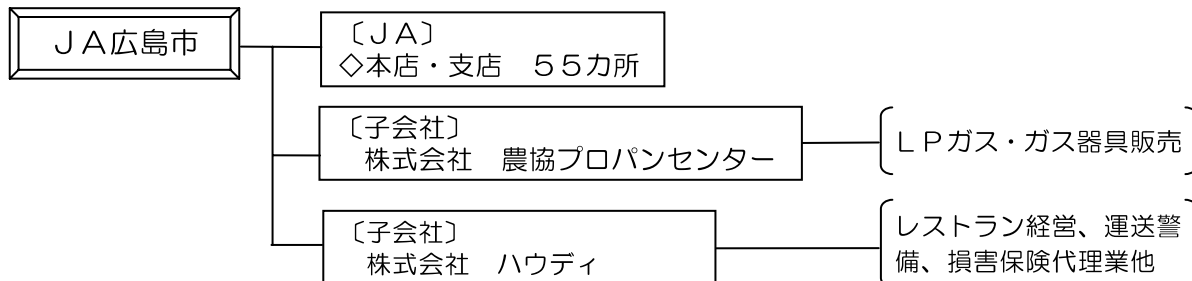 ＪＡ広島市
〔ＪＡ〕
◇本店・支店　５５カ所
〔子会社〕
株式会社　農協プロパンセンター
ＬＰガス・ガス器具販売
〔子会社〕
株式会社　ハウディ
レストラン経営、運送警
備、損害保険代理業他